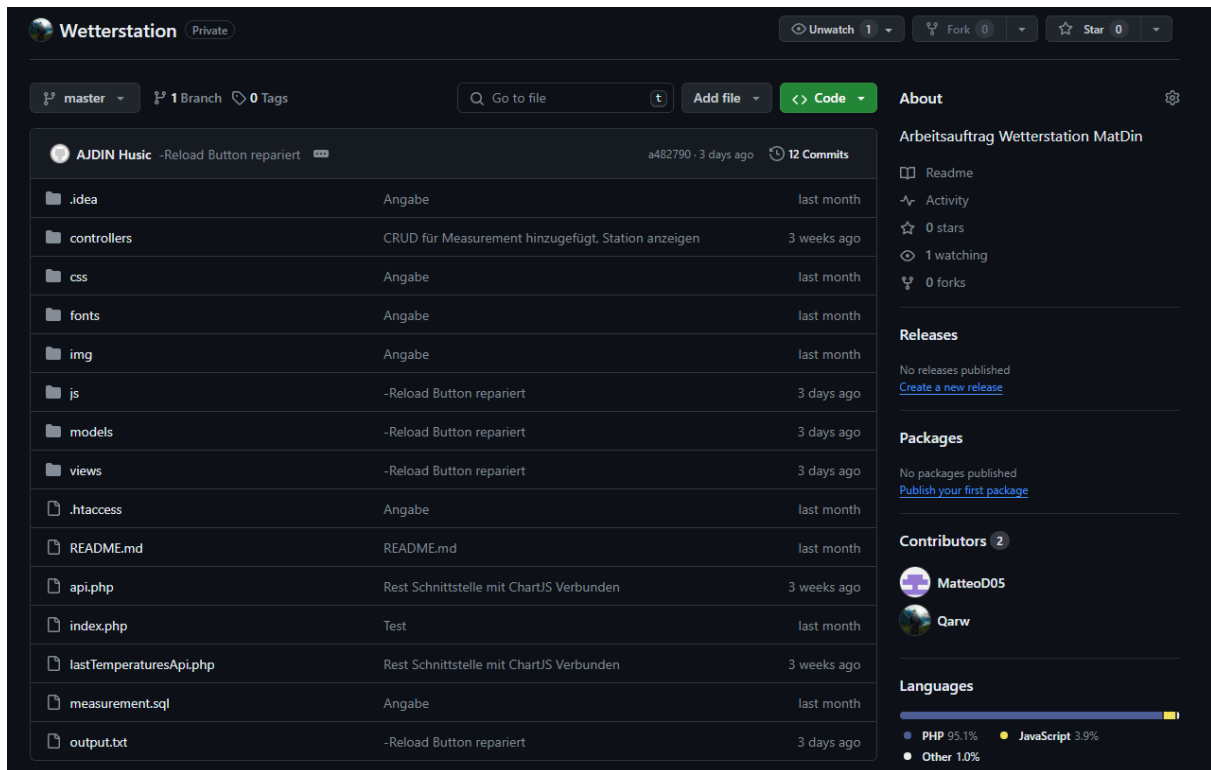 Wetterstation Private Unwatch 1 Fork 0 Star 0
master 1 Branch 0 Tags Go to file t Add file <> Code
AJDIN Husic -Reload Button repariert a482790 · 3 days ago 12 Commits
.idea Angabe last month
controllers CRUD für Measurement hinzugefügt, Station anzeigen 3 weeks ago
css Angabe last month
fonts Angabe last month
img Angabe last month
js -Reload Button repariert 3 days ago
models -Reload Button repariert 3 days ago
views -Reload Button repariert 3 days ago
.htaccess Angabe last month
README.md README.md last month
api.php Rest Schnittstelle mit ChartJS Verbunden 3 weeks ago
index.php Test last month
lastTemperaturesApi.php Rest Schnittstelle mit ChartJS Verbunden 3 weeks ago
measurement.sql Angabe last month
output.txt -Reload Button repariert 3 days ago
About
Arbeitsauftrag Wetterstation MatDin
Readme
Activity
0 stars
1 watching
0 forks
Releases
No releases published
Create a new release
Packages
No packages published
Publish your first package
Contributors 2
MatteoD05
Qarw
Languages
PHP 95.1% JavaScript 3.9%
Other 1.0%